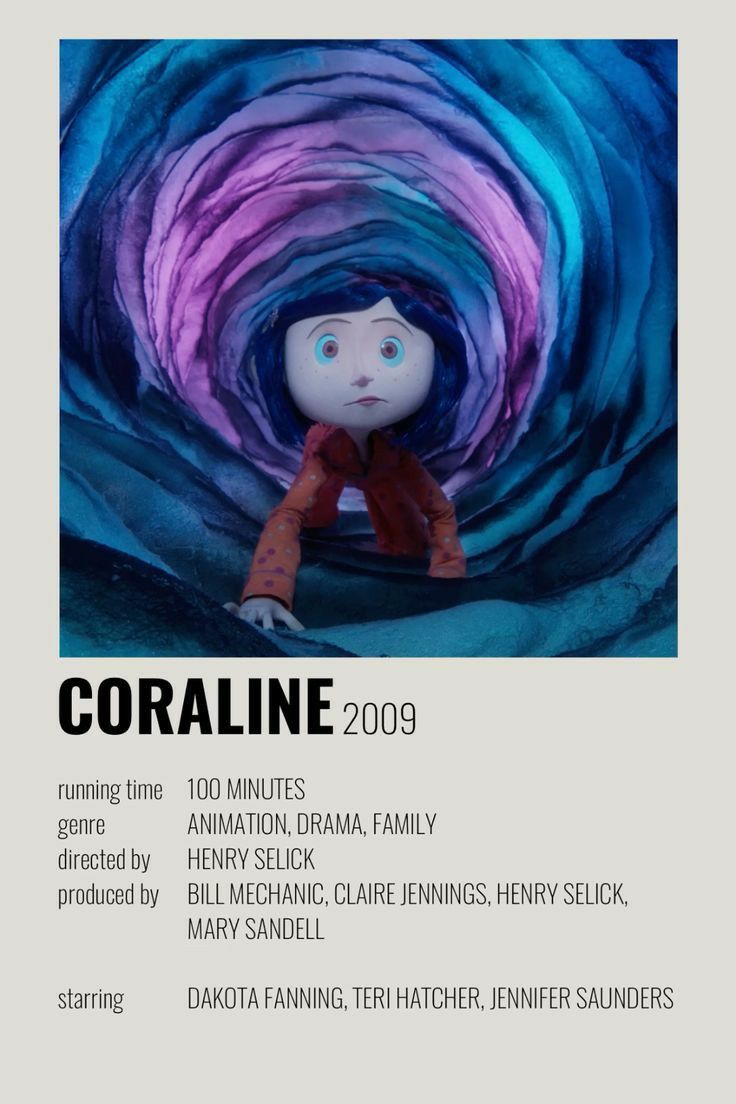 CORALINE 2009
running time 100 MINUTES
genre ANIMATION, DRAMA, FAMILY
directed by HENRY SELICK
produced by BILL MECHANIC, CLAIRE JENNINGS, HENRY SELICK,
MARY SANDELL
starring DAKOTA FANNING, TERI HATCHER, JENNIFER SAUNDERS